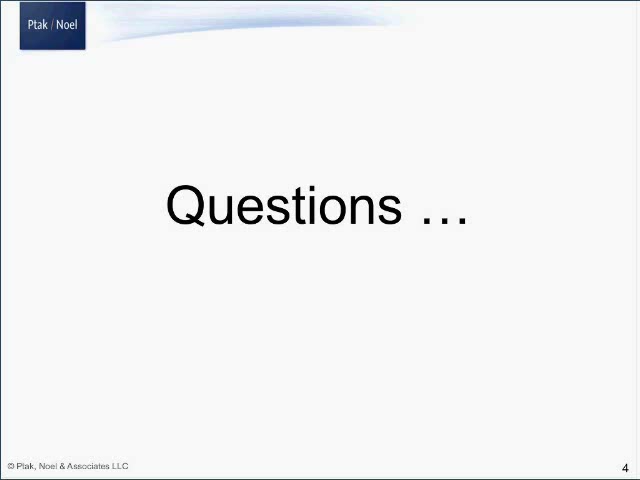 Ptak / Noel
Questions …
© Ptak, Noel & Associates LLC
4